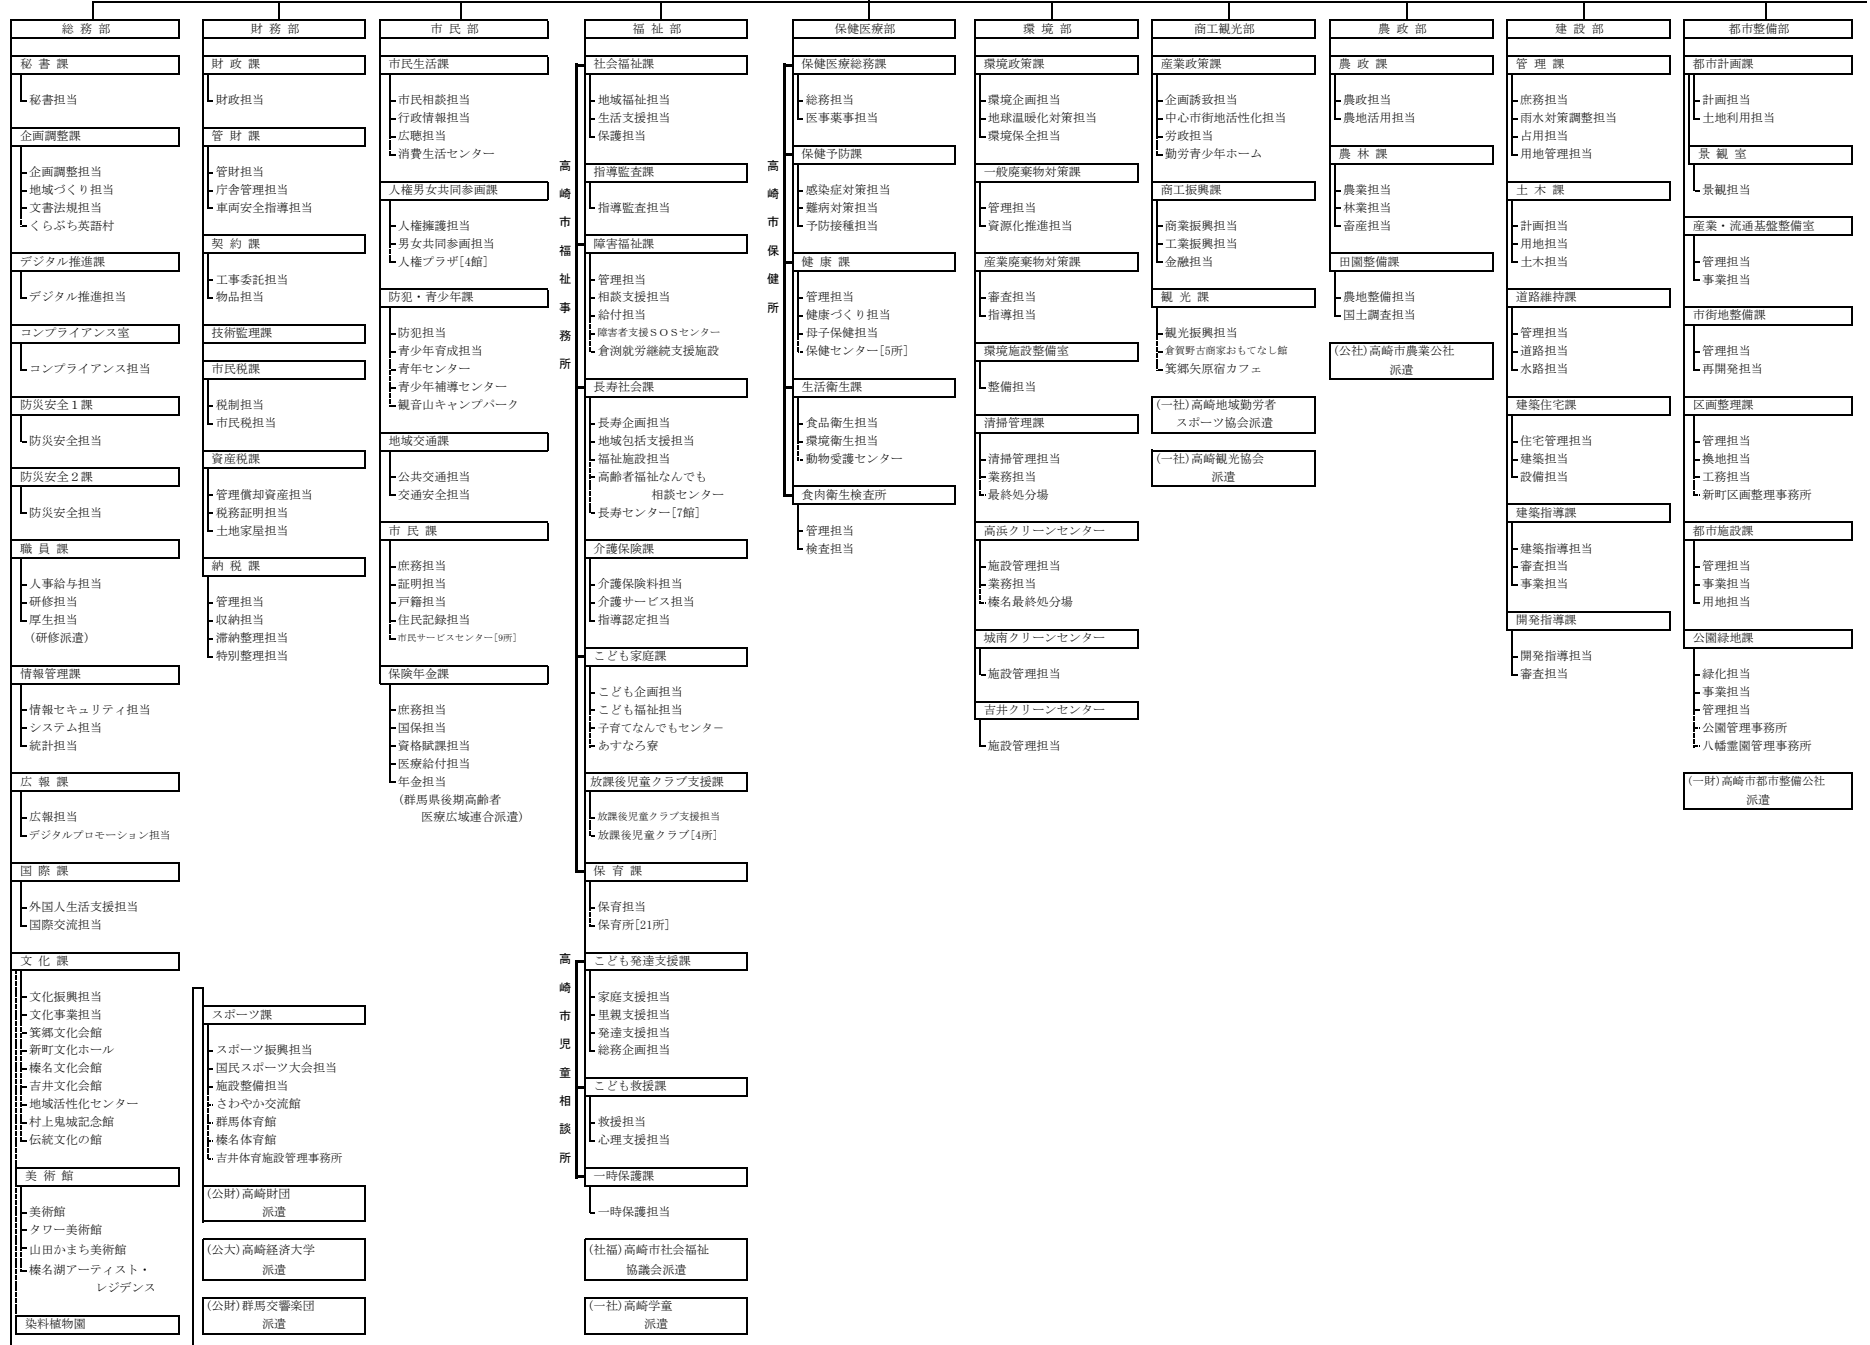 総務部
秘書課
秘書担当
企画調整課
企画調整担当
地域づくり担当
文書法規担当
くらぶち英語村
デジタル推進課
デジタル推進担当
コンプライアンス室
コンプライアンス担当
防災安全１課
防災安全担当
防災安全２課
防災安全担当
職員課
人事給与担当
研修担当
厚生担当
(研修派遣)
情報管理課
情報セキュリティ担当
システム担当
統計担当
広報課
広報担当
デジタルプロモーション担当
国際課
外国人生活支援担当
国際交流担当
文化課
文化振興担当
文化事業担当
箕郷文化会館
新町文化ホール
榛名文化会館
吉井文化会館
地域活性化センター
村上鬼城記念館
伝統文化の館
美術館
美術館
タワー美術館
山田かまち美術館
榛名湖アーティスト・
レジデンス
染料植物園
財務部
財政課
財政担当
管財課
管財担当
庁舎管理担当
車両安全指導担当
契約課
工事委託担当
物品担当
技術監理課
市民税課
税制担当
市民税担当
資産税課
管理償却資産担当
税務証明担当
土地家屋担当
納税課
管理担当
収納担当
滞納整理担当
特別整理担当
スポーツ課
スポーツ振興担当
国民スポーツ大会担当
施設整備担当
さわやか交流館
群馬体育館
榛名体育館
吉井体育施設管理事務所
(公財)高崎財団
派遣
(公大)高崎経済大学
派遣
(公財)群馬交響楽団
派遣
市民部
市民生活課
市民相談担当
行政情報担当
広聴担当
消費生活センター
人権男女共同参画課
人権擁護担当
男女共同参画担当
人権プラザ[4館]
防犯・青少年課
防犯担当
青少年育成担当
青年センター
青少年補導センター
観音山キャンプパーク
地域交通課
公共交通担当
交通安全担当
市民課
庶務担当
証明担当
戸籍担当
住民記録担当
市民サービスセンター[9所]
保険年金課
庶務担当
国保担当
資格賦課担当
医療給付担当
年金担当
(群馬県後期高齢者
医療広域連合派遣)
福祉部
高崎市福祉事務所
社会福祉課
地域福祉担当
生活支援担当
保護担当
指導監査課
指導監査担当
障害福祉課
管理担当
相談支援担当
給付担当
障害者支援ＳＯＳセンター
倉渕就労継続支援施設
長寿社会課
長寿企画担当
地域包括支援担当
福祉施設担当
高齢者福祉なんでも
相談センター
長寿センター[7館]
介護保険課
介護保険料担当
介護サービス担当
指導認定担当
こども家庭課
こども企画担当
こども福祉担当
子育てなんでもセンター
あすなろ寮
放課後児童クラブ支援課
放課後児童クラブ支援担当
放課後児童クラブ[4所]
保育課
保育担当
保育所[21所]
高崎市児童相談所
こども発達支援課
家庭支援担当
里親支援担当
発達支援担当
総務企画担当
こども救援課
救援担当
心理支援担当
一時保護課
一時保護担当
(社福)高崎市社会福祉
協議会派遣
(一社)高崎学童
派遣
保健医療部
高崎市保健所
保健医療総務課
総務担当
医事薬事担当
保健予防課
感染症対策担当
難病対策担当
予防接種担当
健康課
管理担当
健康づくり担当
母子保健担当
保健センター[5所]
生活衛生課
食品衛生担当
環境衛生担当
動物愛護センター
食肉衛生検査所
管理担当
検査担当
環境部
環境政策課
環境企画担当
地球温暖化対策担当
環境保全担当
一般廃棄物対策課
管理担当
資源化推進担当
産業廃棄物対策課
審査担当
指導担当
環境施設整備室
整備担当
清掃管理課
清掃管理担当
業務担当
最終処分場
高浜クリーンセンター
施設管理担当
業務担当
榛名最終処分場
城南クリーンセンター
施設管理担当
吉井クリーンセンター
施設管理担当
商工観光部
産業政策課
企画誘致担当
中心市街地活性化担当
労政担当
勤労青少年ホーム
商工振興課
商業振興担当
工業振興担当
金融担当
観光課
観光振興担当
倉賀野古商家おもてなし館
箕郷矢原宿カフェ
(一社)高崎地域勤労者
スポーツ協会派遣
(一社)高崎観光協会
派遣
農政部
農政課
農政担当
農地活用担当
農林課
農業担当
林業担当
畜産担当
田園整備課
農地整備担当
国土調査担当
(公社)高崎市農業公社
派遣
建設部
管理課
庶務担当
雨水対策調整担当
占用担当
用地管理担当
土木課
計画担当
用地担当
土木担当
道路維持課
管理担当
道路担当
水路担当
建築住宅課
住宅管理担当
建築担当
設備担当
建築指導課
建築指導担当
審査担当
事業担当
開発指導課
開発指導担当
審査担当
都市整備部
都市計画課
計画担当
土地利用担当
景観室
景観担当
産業・流通基盤整備室
管理担当
事業担当
市街地整備課
管理担当
再開発担当
区画整理課
管理担当
換地担当
工務担当
新町区画整理事務所
都市施設課
管理担当
事業担当
用地担当
公園緑地課
緑化担当
事業担当
管理担当
公園管理事務所
八幡霊園管理事務所
(一財)高崎市都市整備公社
派遣